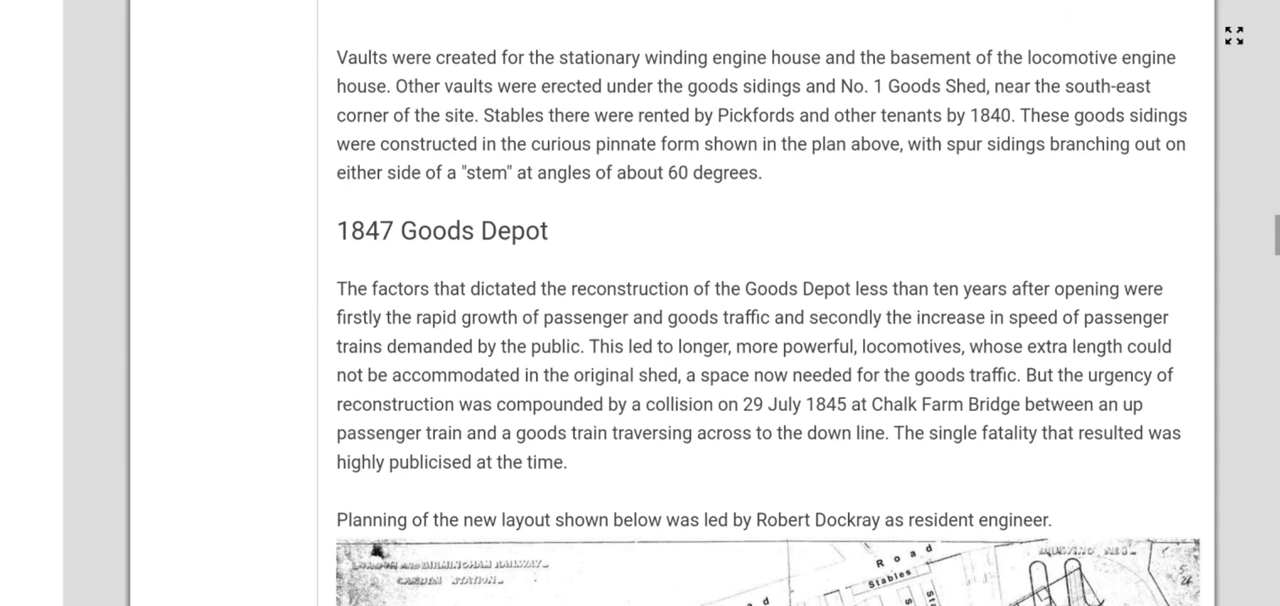 Vaults were created for the stationary winding engine house and the basement of the locomotive engine
house. Other vaults were erected under the goods sidings and No. 1 Goods Shed, near the south-east
corner of the site. Stables there were rented by Pickfords and other tenants by 1840. These goods sidings
were constructed in the curious pinnate form shown in the plan above, with spur sidings branching out on
either side of a "stem" at angles of about 60 degrees.
1847 Goods Depot
The factors that dictated the reconstruction of the Goods Depot less than ten years after opening were
firstly the rapid growth of passenger and goods traffic and secondly the increase in speed of passenger
trains demanded by the public. This led to longer, more powerful, locomotives, whose extra length could
not be accommodated in the original shed, a space now needed for the goods traffic. But the urgency of
reconstruction was compounded by a collision on 29 July 1845 at Chalk Farm Bridge between an up
passenger train and a goods train traversing across to the down line. The single fatality that resulted was
highly publicised at the time.
Planning of the new layout shown below was led by Robert Dockray as resident engineer.
LONDON AND BIRMINGHAM RAILWAY
CAMDEN STATION
Road
Stables